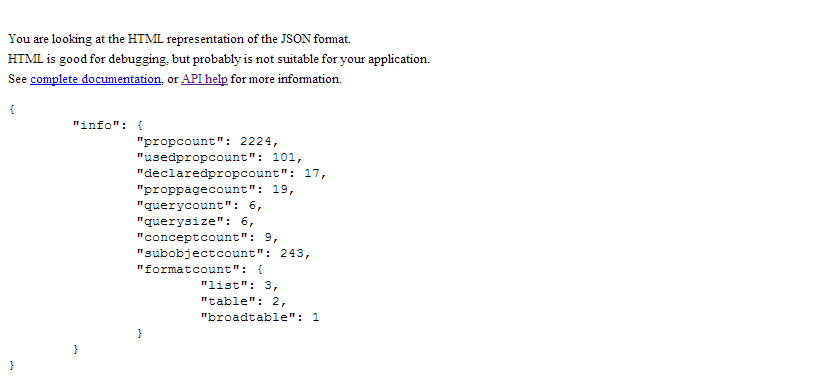 You are looking at the HTML representation of the JSON format.
HTML is good for debugging, but probably is not suitable for your application.
See complete documentation, or API help for more information.
{
"info": {
"propcount": 2224,
"usedpropcount": 101,
"declaredpropcount": 17,
"proppagecount": 19,
"querycount": 6,
"querysize": 6,
"conceptcount": 9,
"subobjectcount": 243,
"formatcount": {
"list": 3,
"table": 2,
"broadtable": 1
}
}
}